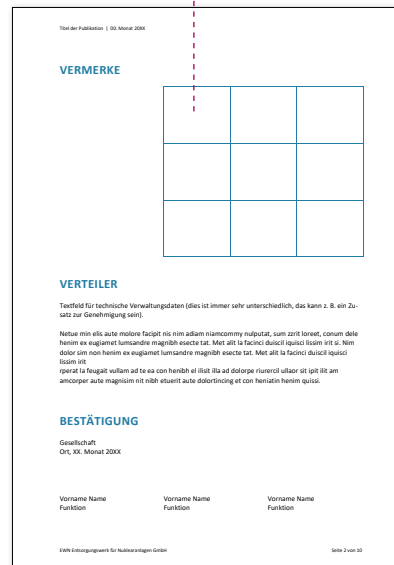 Titel der Publikation | 00. Monat 20XX
VERMERKE
VERTEILER
Textfeld für technische Verwaltungsdaten (dies ist immer sehr unterschiedlich, das kann z. B. ein Zu-
satz zur Genehmigung sein).
Netue min elis aute molore facipit nis nim adiam niamcommy nulputat, sum zzrit loreet, conum dele
henim ex eugiamet lumsandre magnibh esecte tat. Met alit la facinci duiscil iquisci lissim irit si. Nim
dolor sim non henim ex eugiamet lumsandre magnibh esecte tat. Met alit la facinci duiscil iquisci
lissim irit
rperat la feugait vullam ad te ea con henibh el ilisit illa ad dolorpe riurercil ullaor sit ipit ilit am
amcorper aute magnisim nit nibh etuerit aute dolortincing et con heniatin henim quissi.
BESTÄTIGUNG
Gesellschaft
Ort, XX. Monat 20XX
Vorname Name Vorname Name Vorname Name
Funktion Funktion Funktion
EWN Entsorgungswerk für Nuklearanlagen GmbH Seite 2 von 10